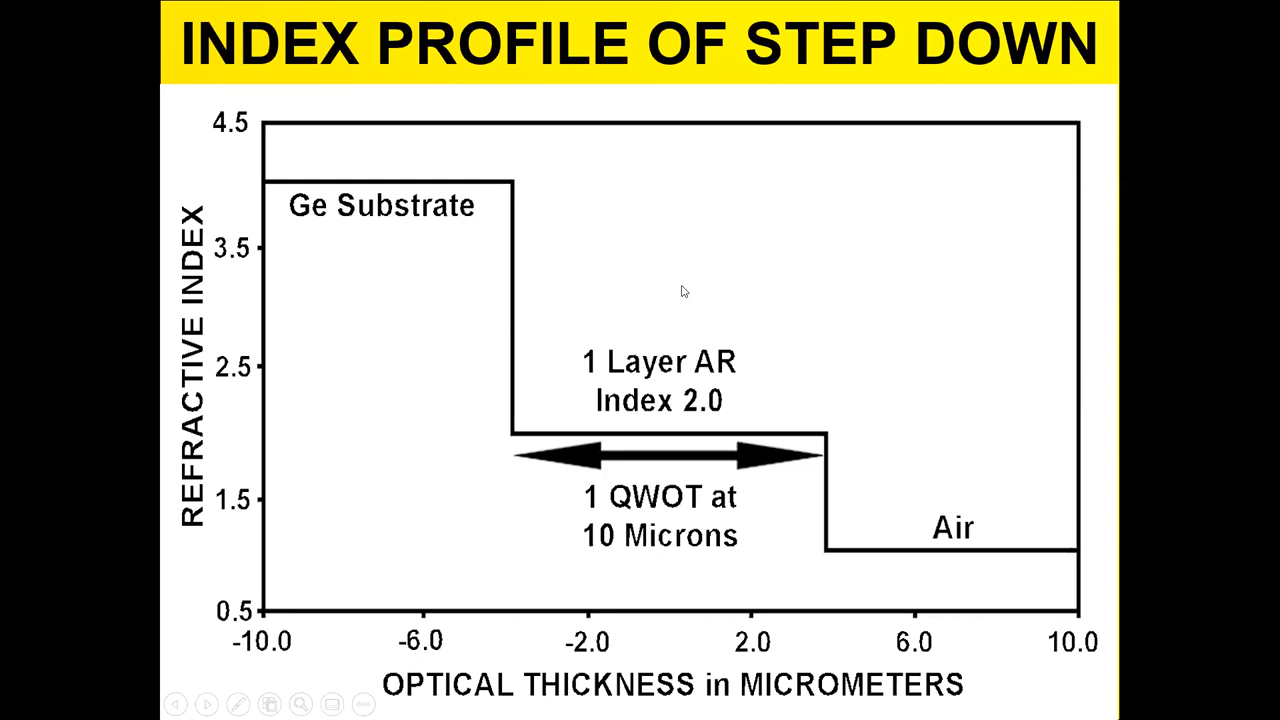 INDEX PROFILE OF STEP DOWN
4.5
Ge Substrate
3.5
REFRACTIVE INDEX
2.5
1 Layer AR
Index 2.0
1.5
1 QWOT at
10 Microns
Air
0.5
-10.0 -6.0 -2.0 2.0 6.0 10.0
OPTICAL THICKNESS in MICROMETERS